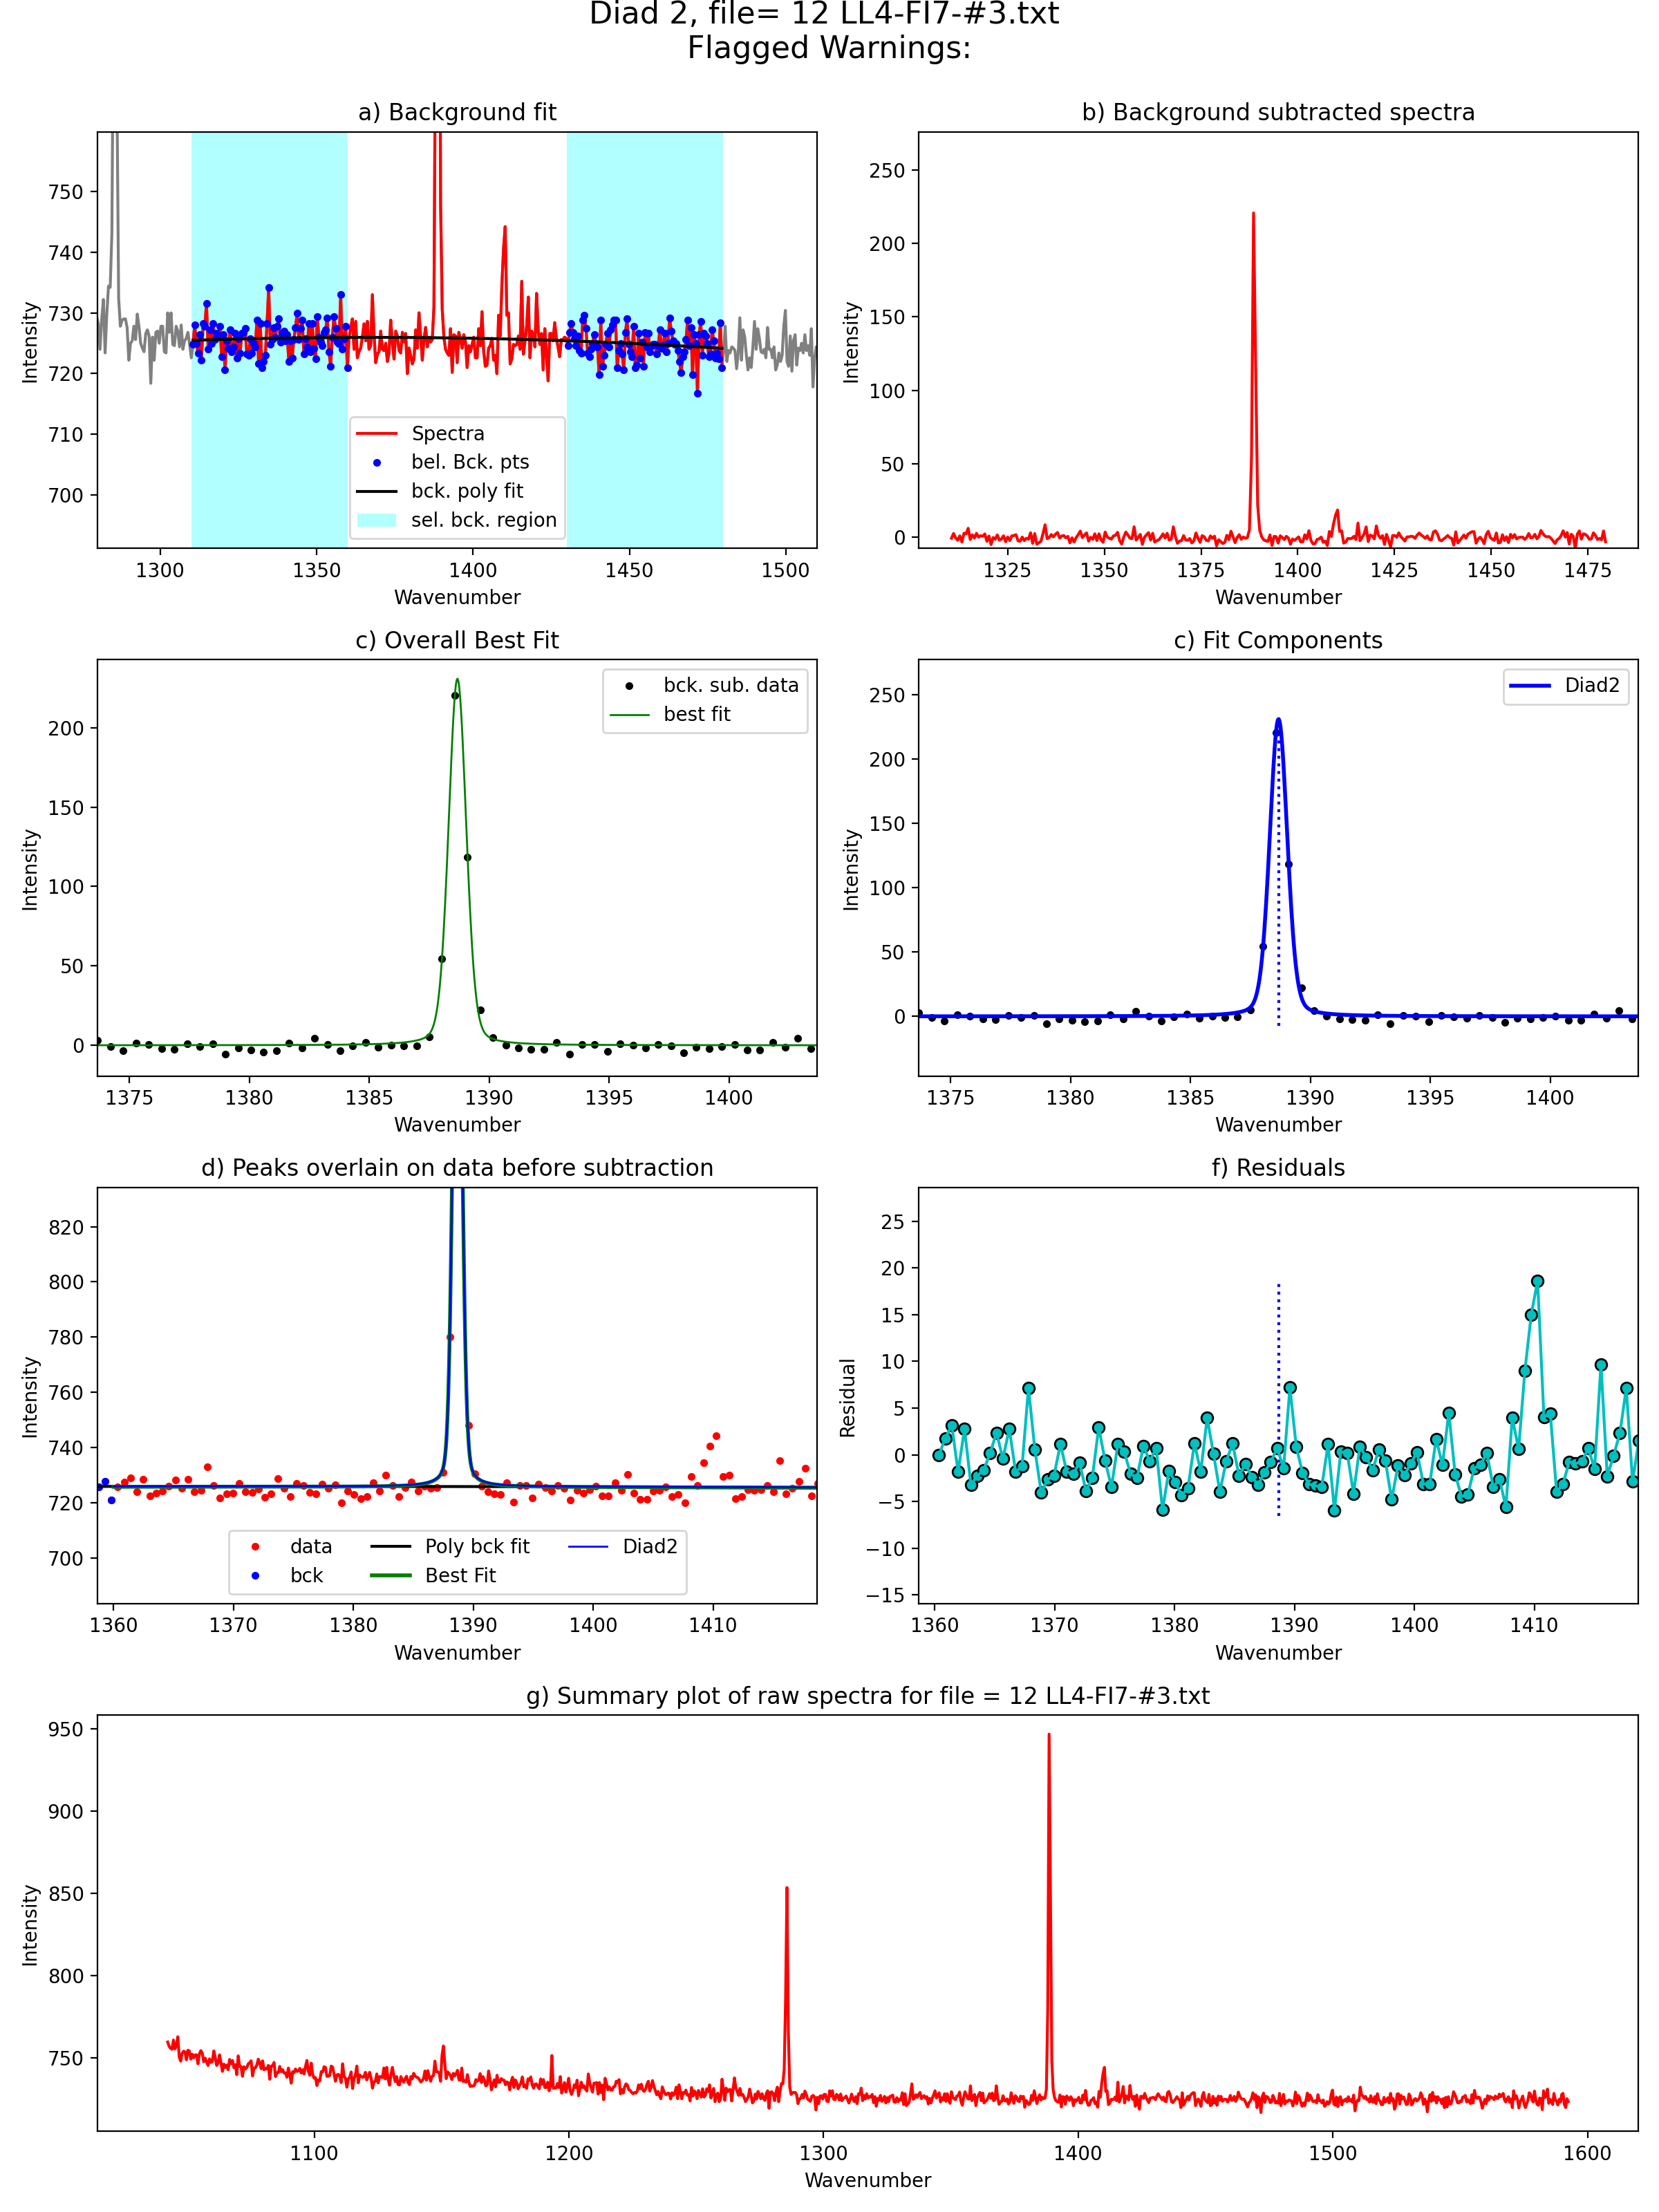 Diad 2, file= 12 LL4-FI7-#3.txt
Flagged Warnings:
a) Background fit
Intensity
750
740
730
720
710
700
Spectra
bel. Bck. pts
bck. poly fit
sel. bck. region
1300 1350 1400 1450 1500
Wavenumber
b) Background subtracted spectra
Intensity
250
200
150
100
50
0
1325 1350 1375 1400 1425 1450 1475
Wavenumber
c) Overall Best Fit
Intensity
200
150
100
50
0
bck. sub. data
best fit
1375 1380 1385 1390 1395 1400
Wavenumber
c) Fit Components
Intensity
250
200
150
100
50
0
Diad2
1375 1380 1385 1390 1395 1400
Wavenumber
d) Peaks overlain on data before subtraction
Intensity
820
800
780
760
740
720
700
data Poly bck fit Diad2
bck Best Fit
1360 1370 1380 1390 1400 1410
Wavenumber
f) Residuals
Residual
25
20
15
10
5
0
−5
−10
−15
1360 1370 1380 1390 1400 1410
Wavenumber
g) Summary plot of raw spectra for file = 12 LL4-FI7-#3.txt
Intensity
950
900
850
800
750
1100 1200 1300 1400 1500 1600
Wavenumber